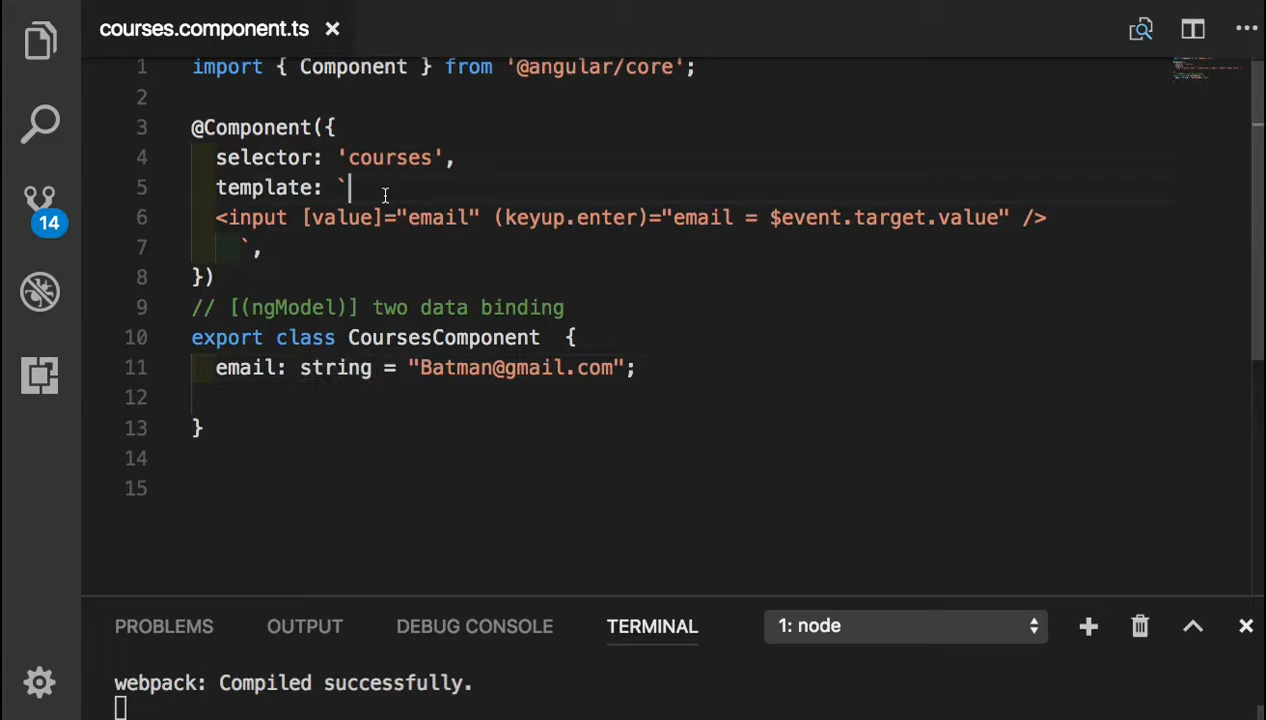 courses.component.ts
14
1 import { Component } from '@angular/core';
2
3 @Component({
4   selector: 'courses',
5   template: `
6   <input [value]="email" (keyup.enter)="email = $event.target.value" />
7     `,
8 })
9 // [(ngModel)] two data binding
10 export class CoursesComponent  {
11   email: string = "Batman@gmail.com";
12
13 }
14
15
PROBLEMS OUTPUT DEBUG CONSOLE TERMINAL 1: node
webpack: Compiled successfully.